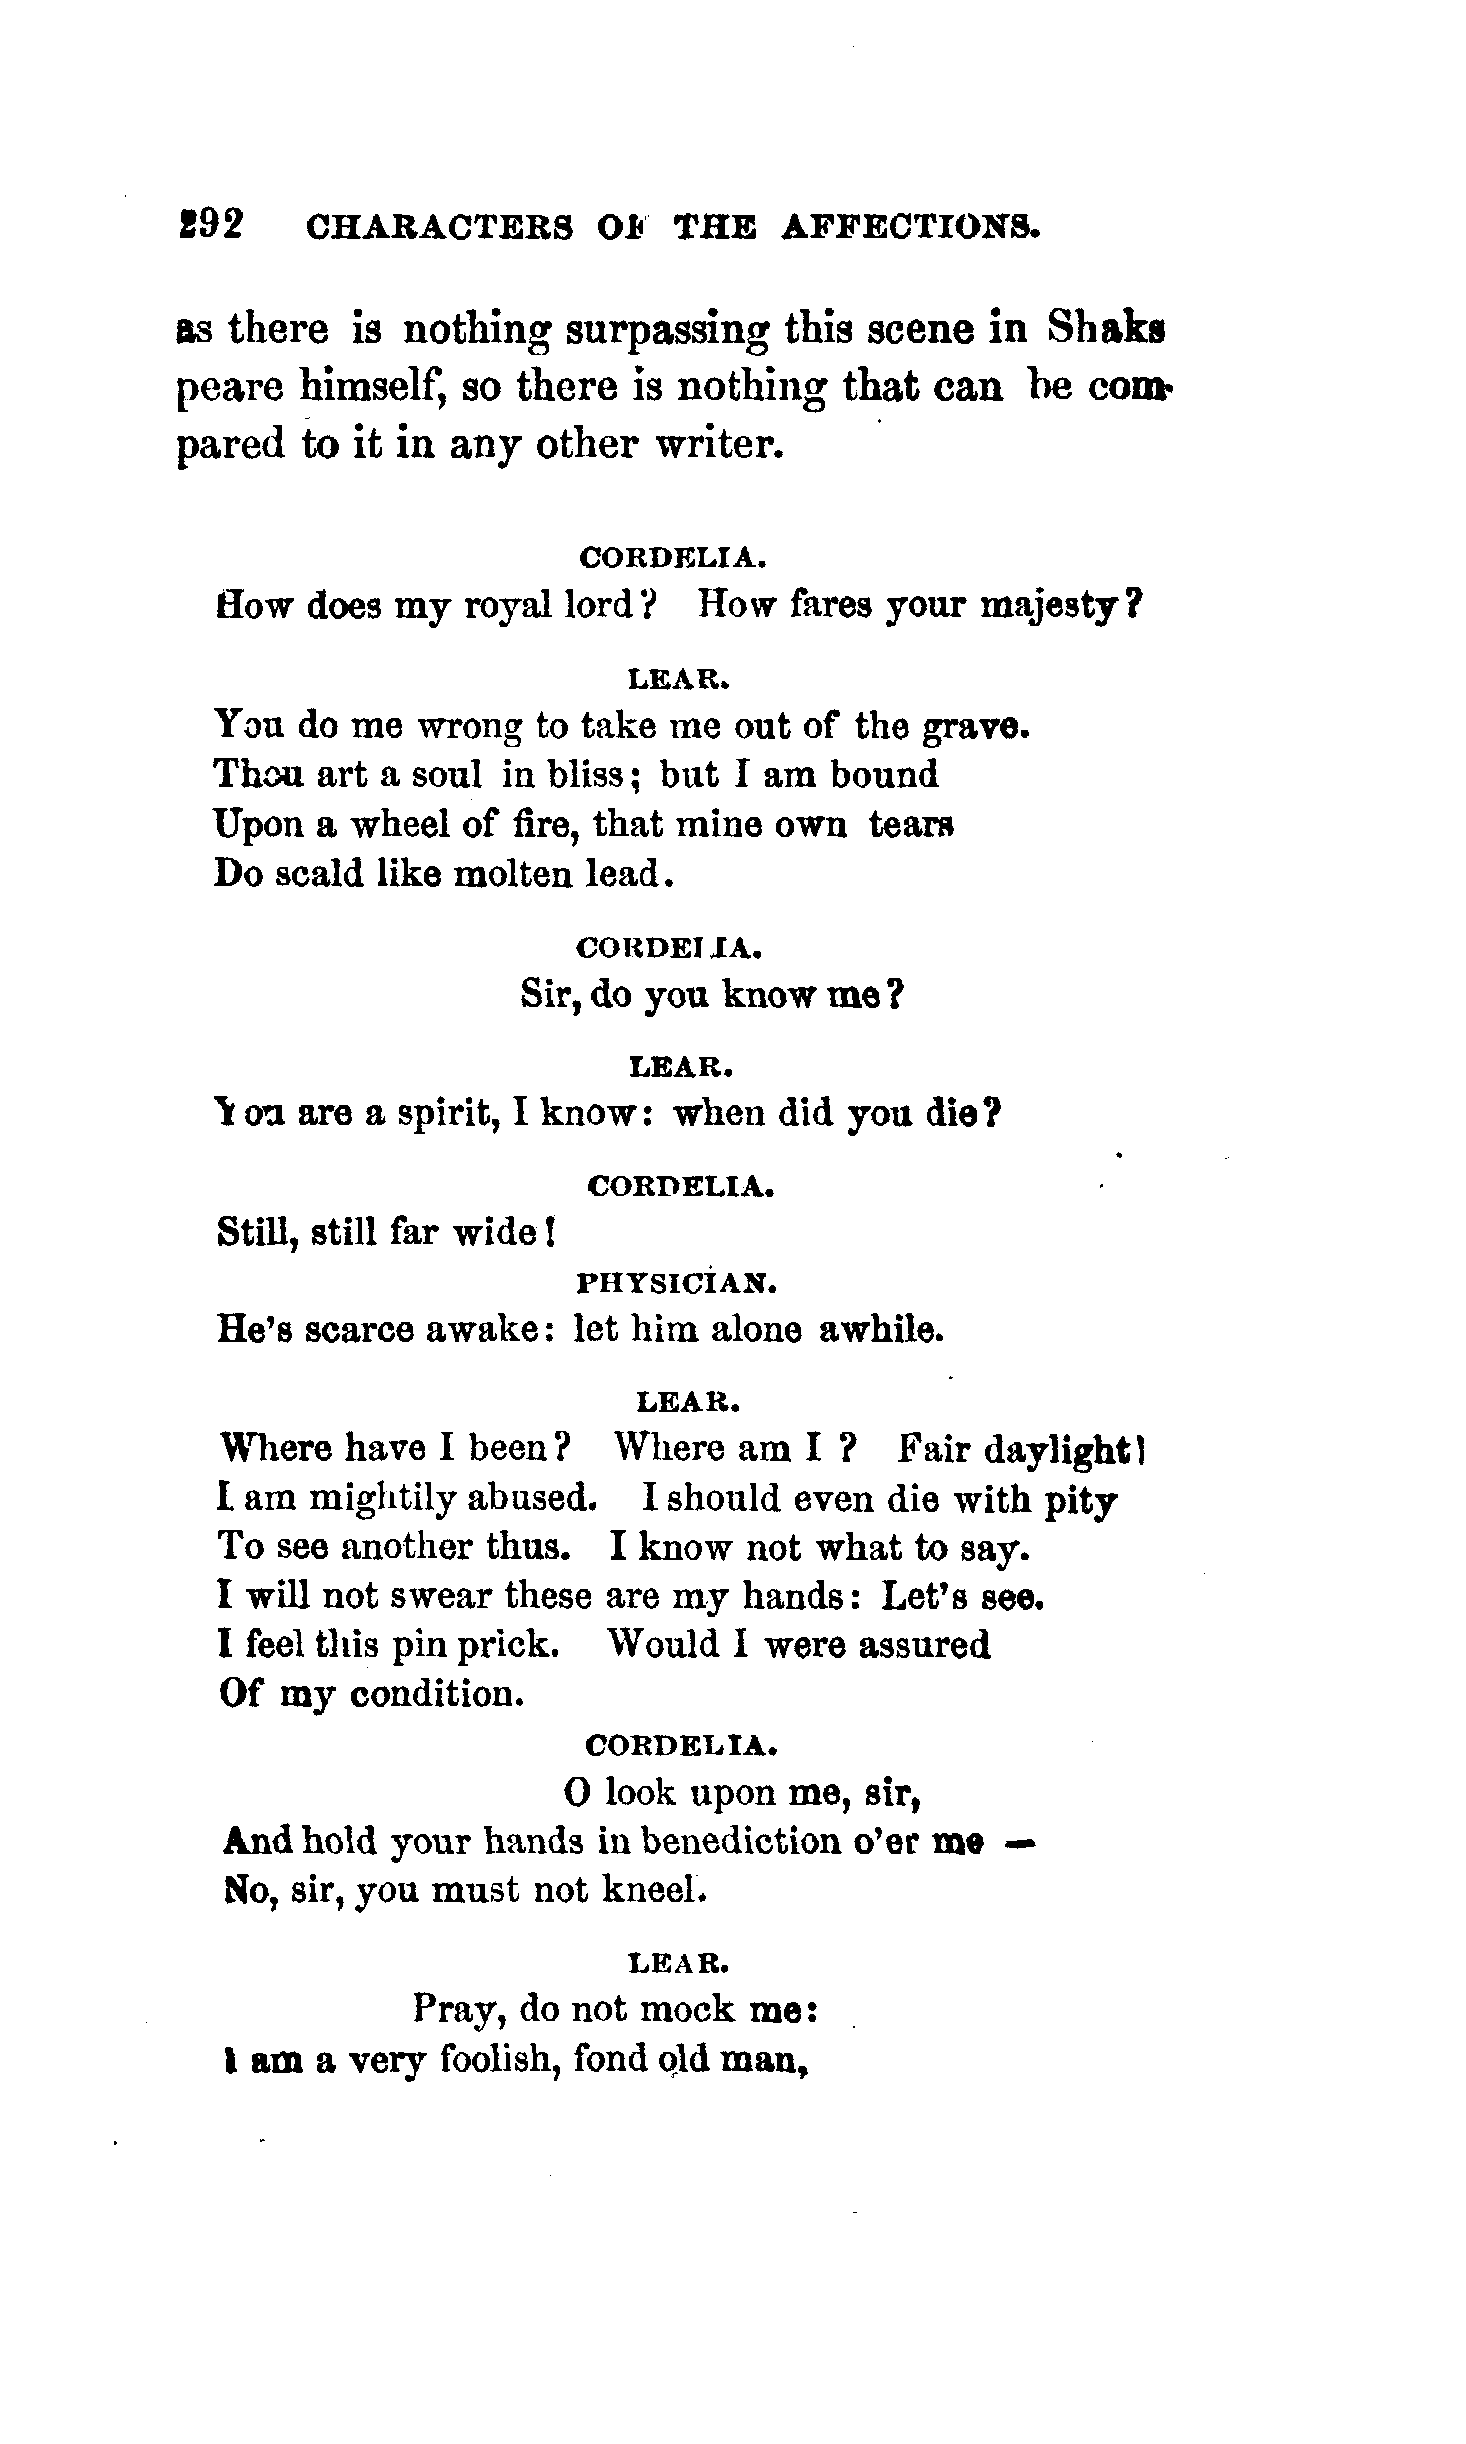 292 CHARACTERS OF THE AFFECTIONS.
as there is nothing surpassing this scene in Shaks
peare himself, so there is nothing that can be com-
pared to it in any other writer.
CORDELIA.
How does my royal lord? How fares your majesty?
LEAR.
You do me wrong to take me out of the grave.
Thou art a soul in bliss; but I am bound
Upon a wheel of fire, that mine own tears
Do scald like molten lead.
CORDELIA.
Sir, do you know me?
LEAR.
You are a spirit, I know: when did you die?
CORDELIA.
Still, still far wide!
PHYSICIAN.
He's scarce awake: let him alone awhile.
LEAR.
Where have I been? Where am I? Fair daylight!
I am mightily abused. I should even die with pity
To see another thus. I know not what to say.
I will not swear these are my hands: Let's see.
I feel this pin prick. Would I were assured
Of my condition.
CORDELIA.
O look upon me, sir,
And hold your hands in benediction o'er me —
No, sir, you must not kneel.
LEAR.
Pray, do not mock me:
I am a very foolish, fond old man,